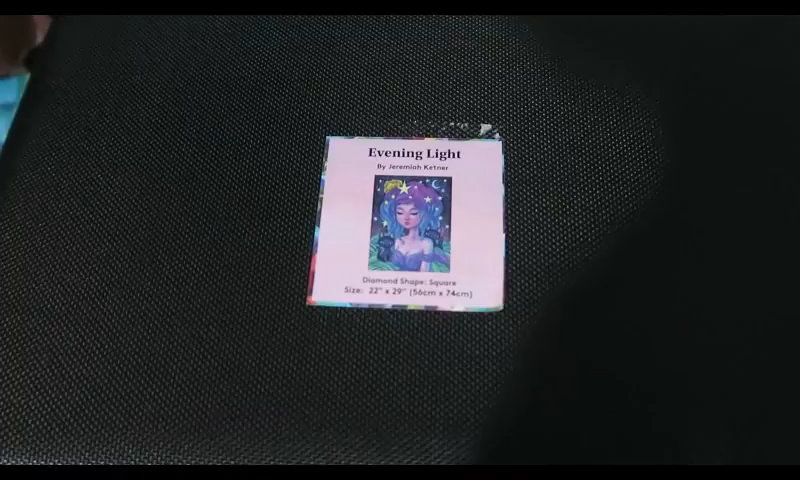 Evening Light
By Jeremiah Ketner
Diamond Shape: Square
Size: 22" x 29" (56cm x 74cm)